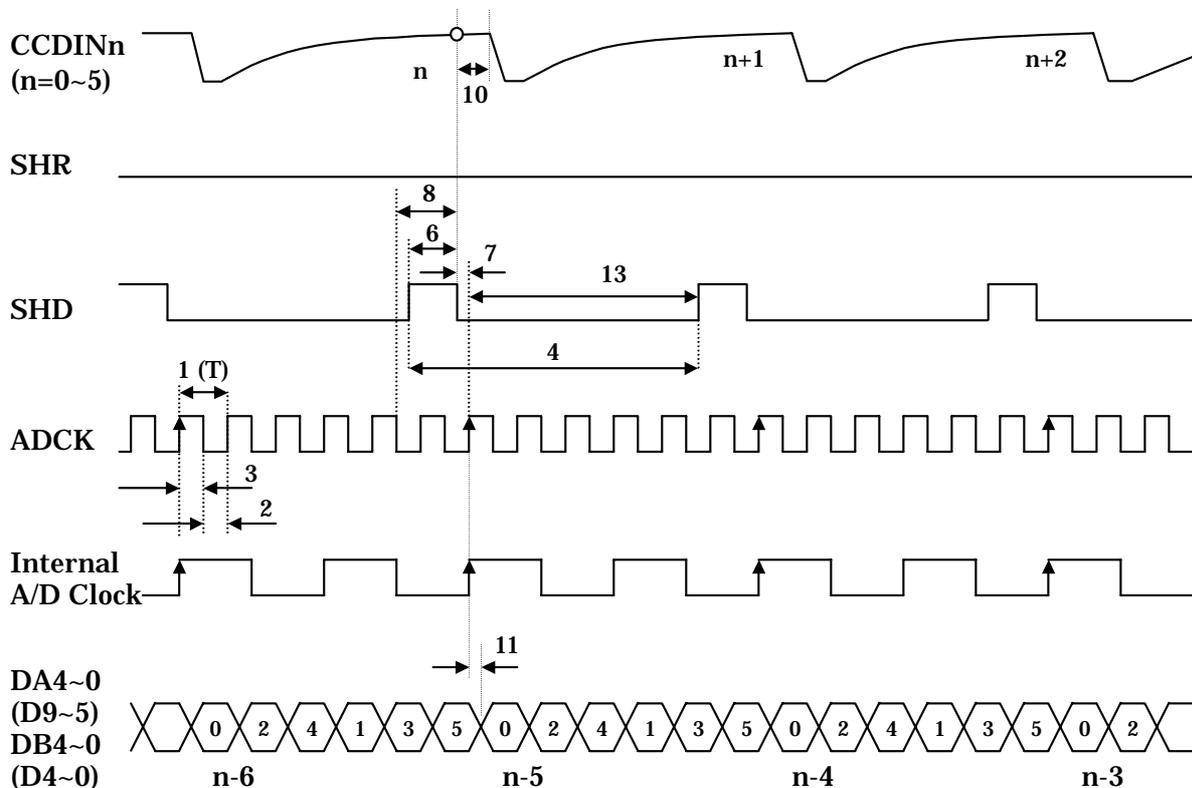 CCDINn
(n=0~5)
n
n+1
n+2
10
SHR
8
6
7
13
SHD
4
1 (T)
ADCK
3
2
Internal
A/D Clock
11
DA4~0
(D9~5)
DB4~0
(D4~0)
0 2 4 1 3 5 0 2 4 1 3 5 0 2 4 1 3 5 0 2
n-6 n-5 n-4 n-3